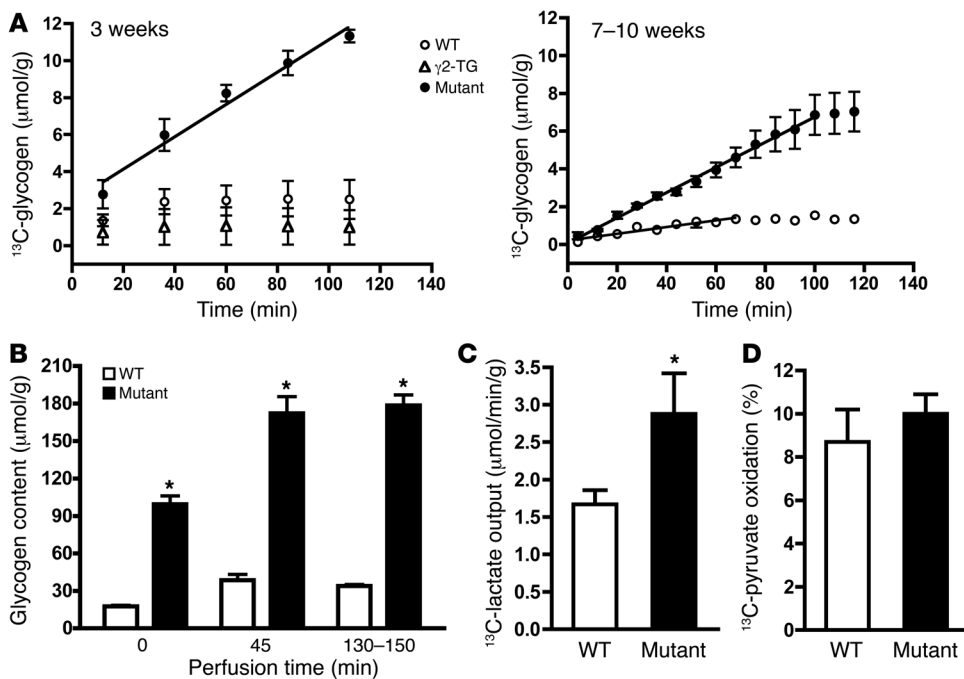 A
3 weeks
¹³C-glycogen (μmol/g)
12
10
8
6
4
2
0
0 20 40 60 80 100 120 140
Time (min)
WT
γ2-TG
Mutant
7–10 weeks
¹³C-glycogen (μmol/g)
12
10
8
6
4
2
0
0 20 40 60 80 100 120 140
Time (min)
B
WT
Mutant
Glycogen content (μmol/g)
210
180
150
120
90
60
30
0
* * *
0 45 130–150
Perfusion time (min)
C
¹³C-lactate output (μmol/min/g)
3.5
3.0
2.5
2.0
1.5
1.0
0.5
0.0
*
WT Mutant
D
¹³C-pyruvate oxidation (%)
12
10
8
6
4
2
0
WT Mutant